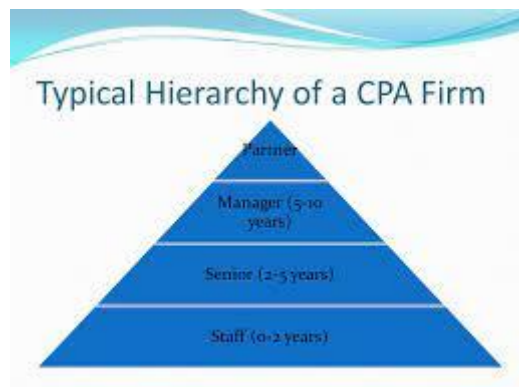 Typical Hierarchy of a CPA Firm
Partner
Manager (5-10
years)
Senior (2-5 years)
Staff (0-2 years)